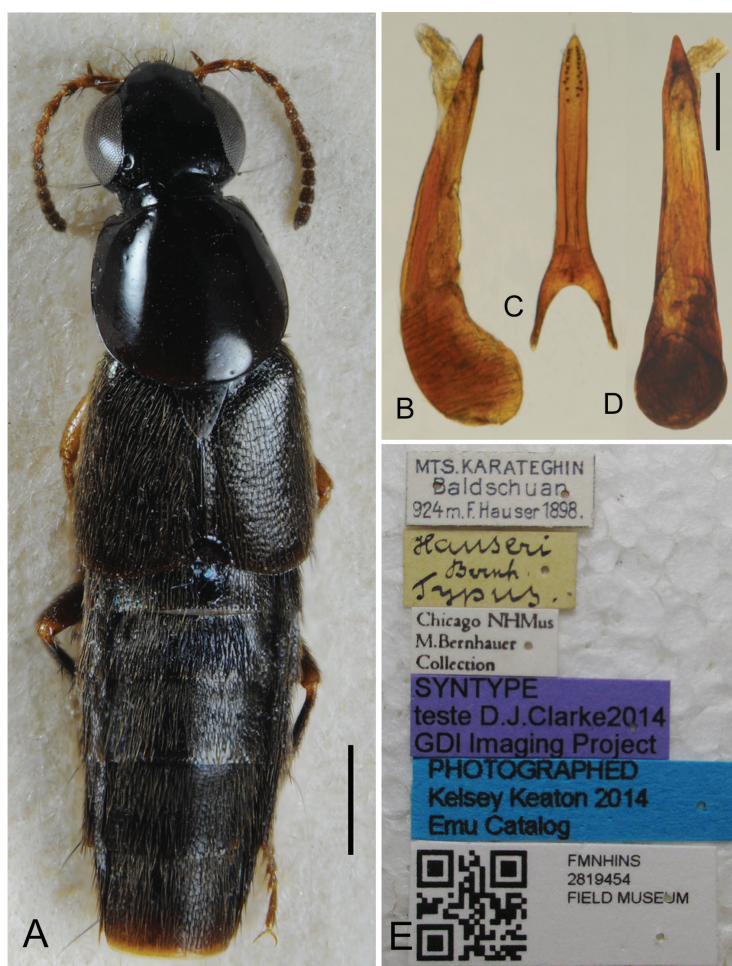 A
B
C
D
MTS.KARATEGHIN
Baldschuan
924 m. F. Hauser 1898.
Hauseri
Bernh.
Typus.
Chicago NHMus
M.Bernhauer
Collection
SYNTYPE
teste D.J.Clarke2014
GDI Imaging Project
PHOTOGRAPHED
Kelsey Keaton 2014
Emu Catalog
FMNHINS
2819454
FIELD MUSEUM
E